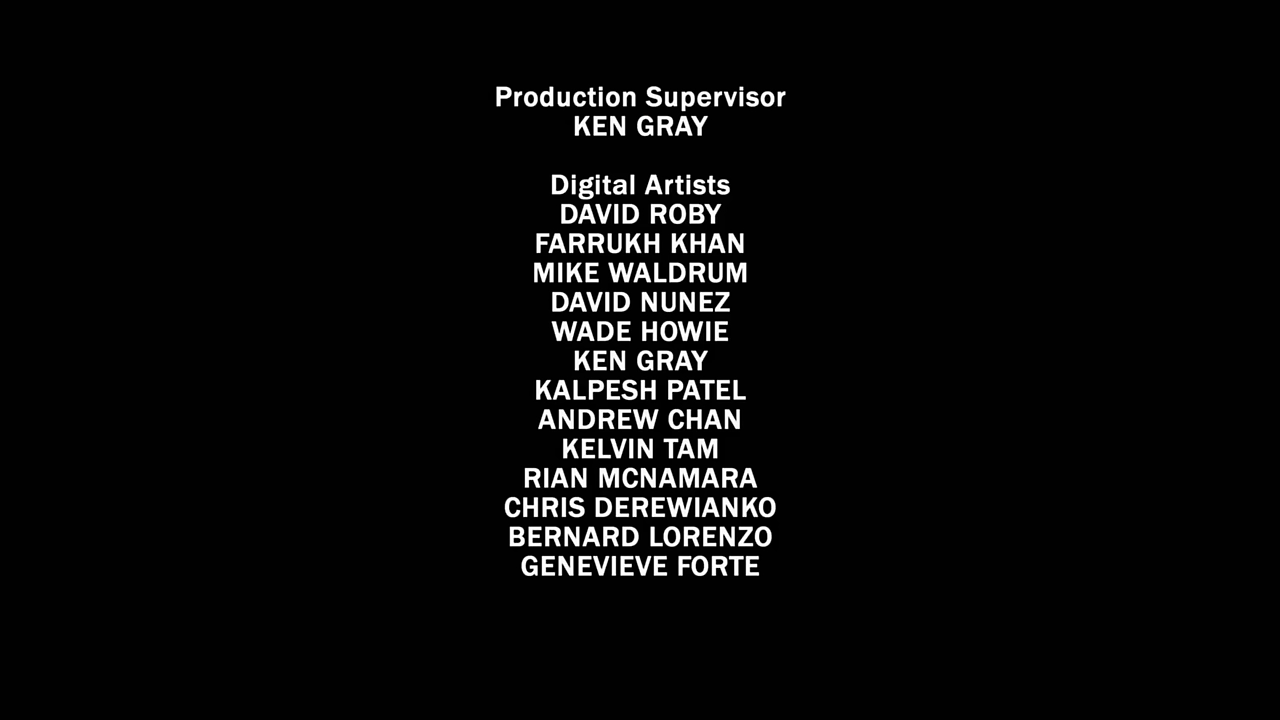 Production Supervisor
KEN GRAY
Digital Artists
DAVID ROBY
FARRUKH KHAN
MIKE WALDRUM
DAVID NUNEZ
WADE HOWIE
KEN GRAY
KALPESH PATEL
ANDREW CHAN
KELVIN TAM
RIAN MCNAMARA
CHRIS DEREWIANKO
BERNARD LORENZO
GENEVIEVE FORTE